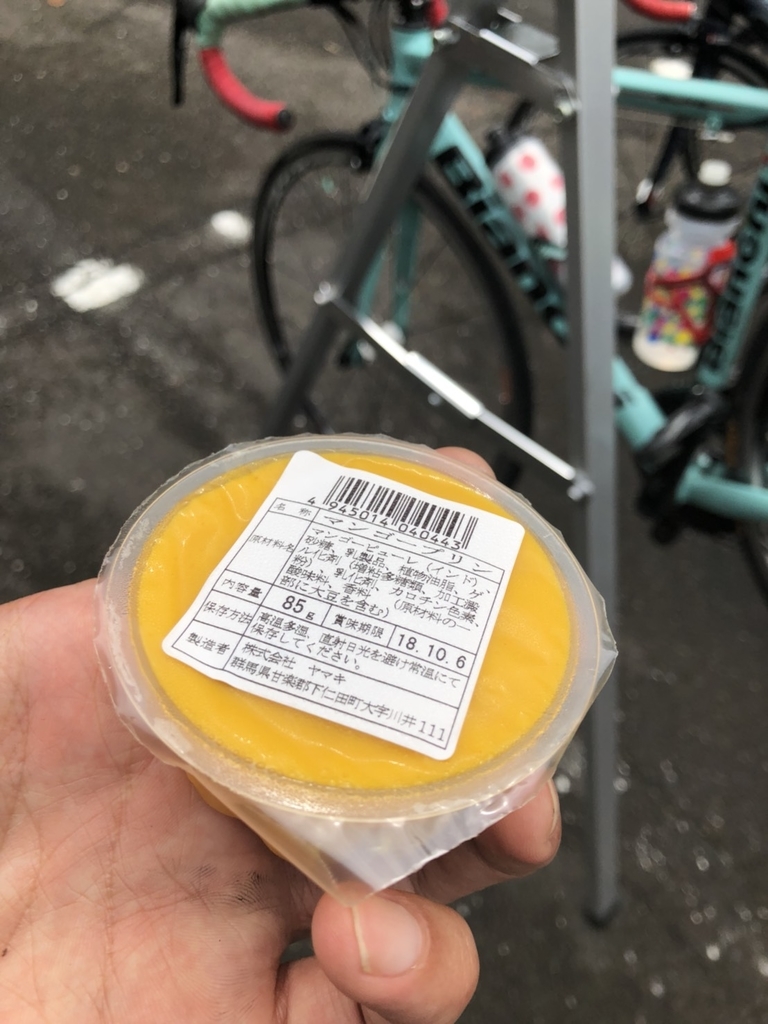 4 945014 040443
名 称 マンゴープリン
原材料名 マンゴーピューレ(インド)、
砂糖、乳製品、植物油脂、ゲ
ル化剤(増粘多糖類、加工澱
粉)、乳化剤、カロチン色素、
酸味料、香料、(原材料の一
部に大豆を含む)
内容量 85g 賞味期限 18.10.6
保存方法 高温多湿、直射日光を避け常温にて
保存してください。
製造者 株式会社 ヤマキ
群馬県甘楽郡下仁田町大字川井111
Bianchi